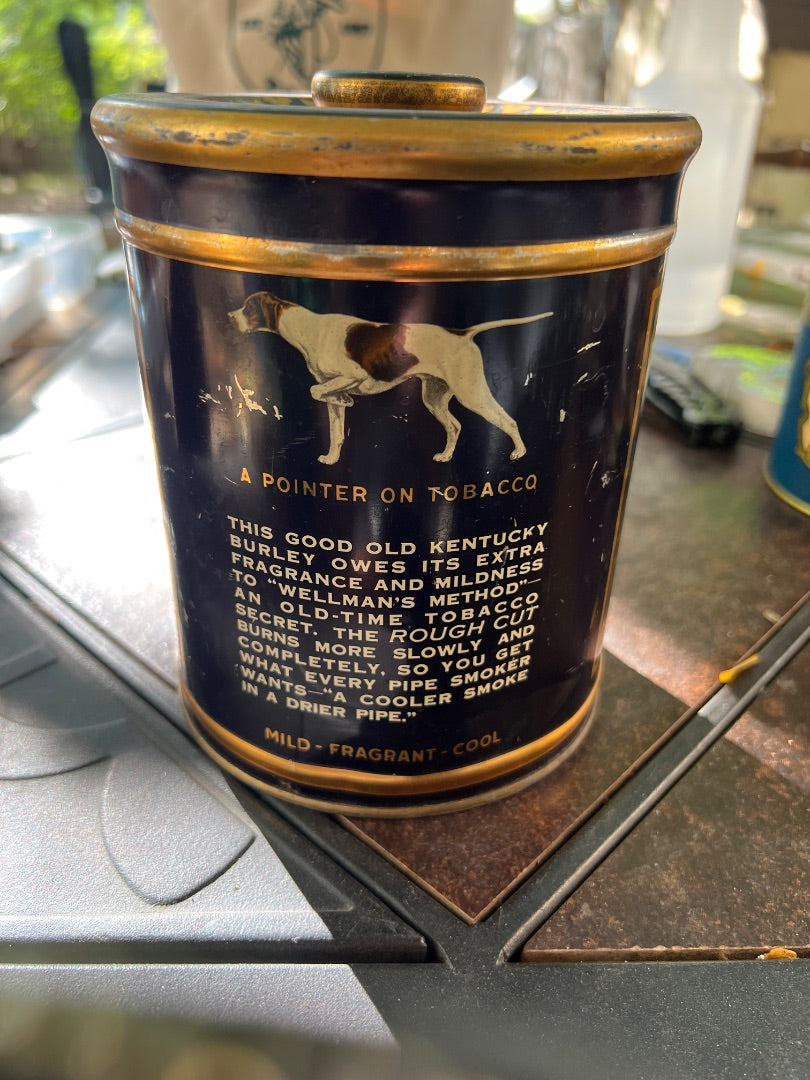 A POINTER ON TOBACCO
THIS GOOD OLD KENTUCKY
BURLEY OWES ITS EXTRA
FRAGRANCE AND MILDNESS
TO "WELLMAN'S METHOD"—
AN OLD-TIME TOBACCO
SECRET. THE ROUGH CUT
BURNS MORE SLOWLY AND
COMPLETELY, SO YOU GET
WHAT EVERY PIPE SMOKER
WANTS—"A COOLER SMOKE
IN A DRIER PIPE."
MILD - FRAGRANT - COOL